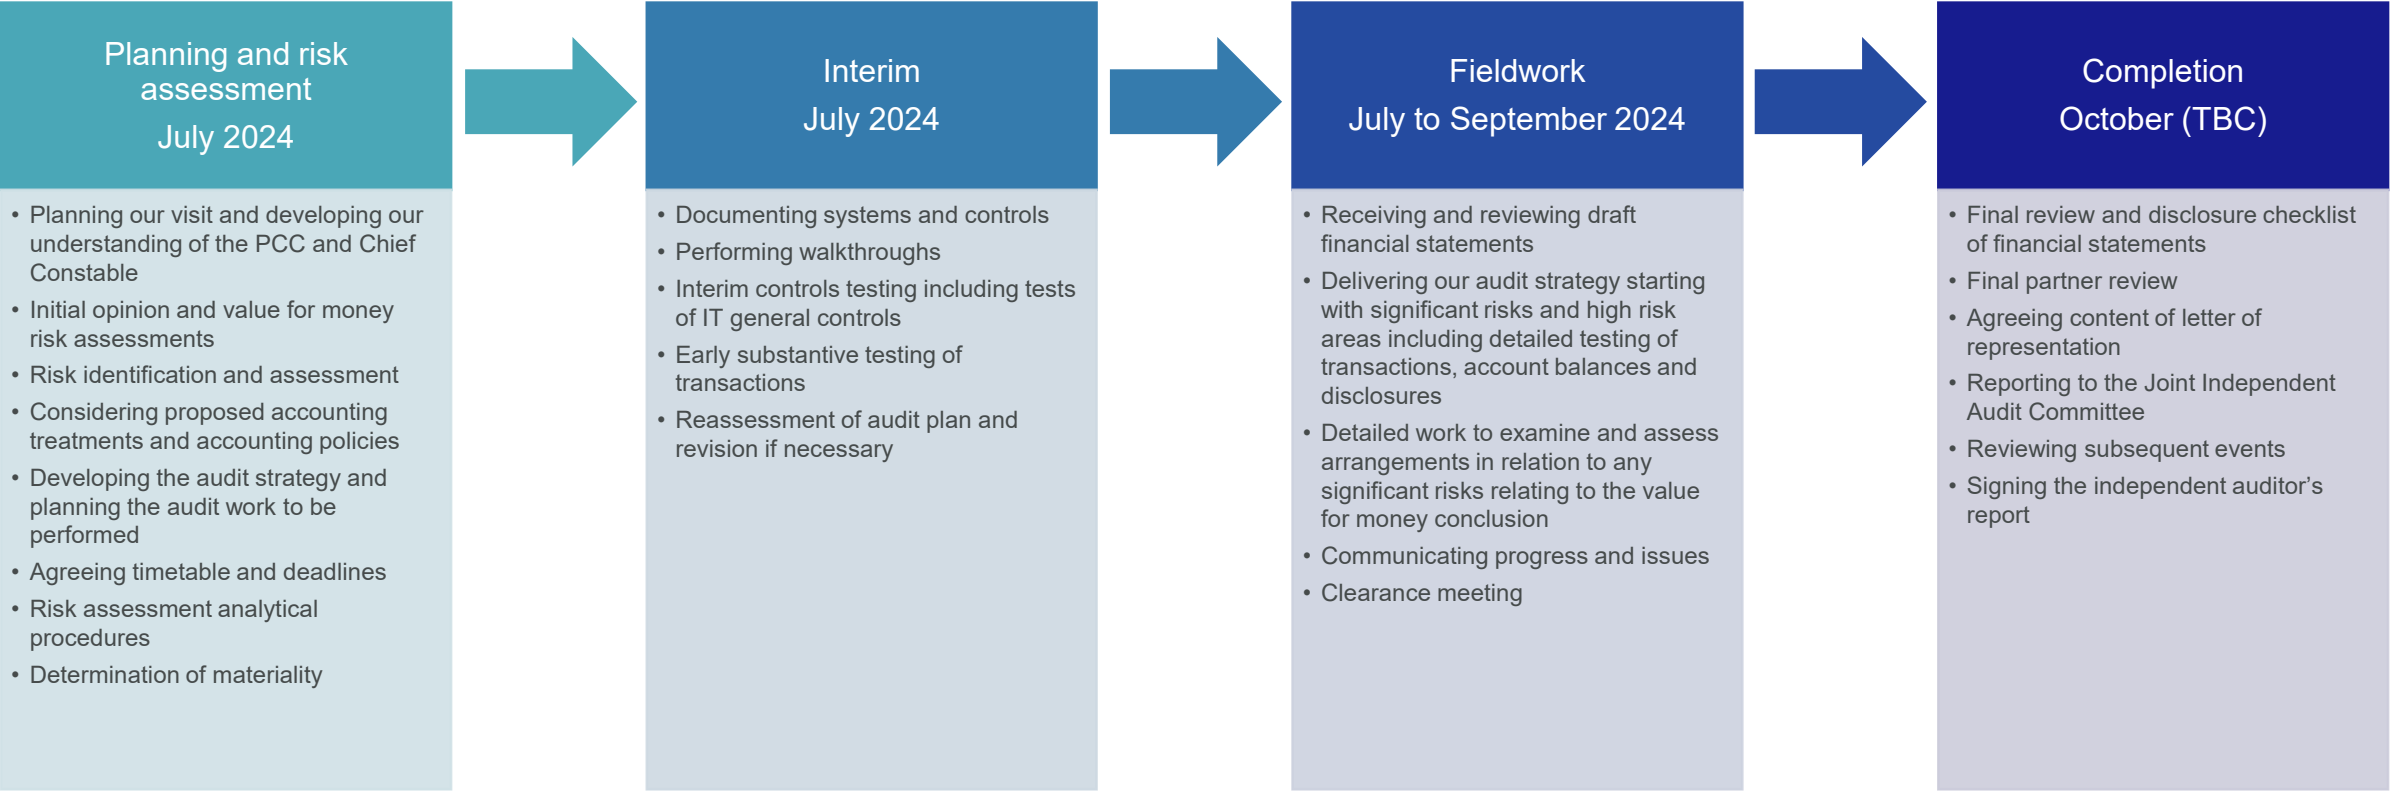 Planning and risk
assessment
July 2024
• Planning our visit and developing our
understanding of the PCC and Chief
Constable
• Initial opinion and value for money
risk assessments
• Risk identification and assessment
• Considering proposed accounting
treatments and accounting policies
• Developing the audit strategy and
planning the audit work to be
performed
• Agreeing timetable and deadlines
• Risk assessment analytical
procedures
• Determination of materiality
Interim
July 2024
• Documenting systems and controls
• Performing walkthroughs
• Interim controls testing including tests
of IT general controls
• Early substantive testing of
transactions
• Reassessment of audit plan and
revision if necessary
Fieldwork
July to September 2024
• Receiving and reviewing draft
financial statements
• Delivering our audit strategy starting
with significant risks and high risk
areas including detailed testing of
transactions, account balances and
disclosures
• Detailed work to examine and assess
arrangements in relation to any
significant risks relating to the value
for money conclusion
• Communicating progress and issues
• Clearance meeting
Completion
October (TBC)
• Final review and disclosure checklist
of financial statements
• Final partner review
• Agreeing content of letter of
representation
• Reporting to the Joint Independent
Audit Committee
• Reviewing subsequent events
• Signing the independent auditor’s
report